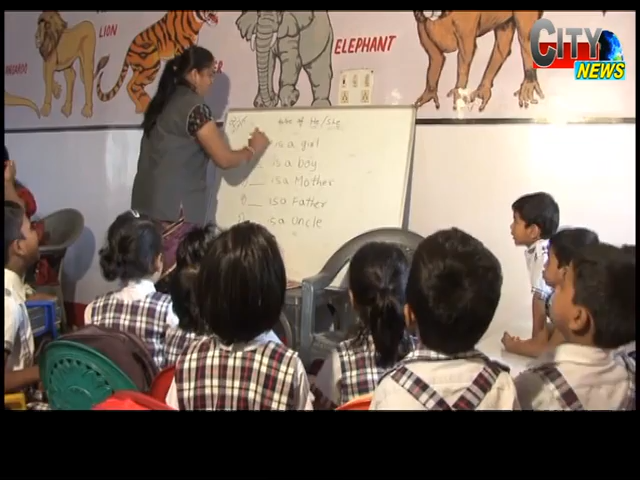 LION
ELEPHANT
CITY
NEWS
use of He/She
is a girl
is a boy
is a Mother
is a Father
is a Uncle